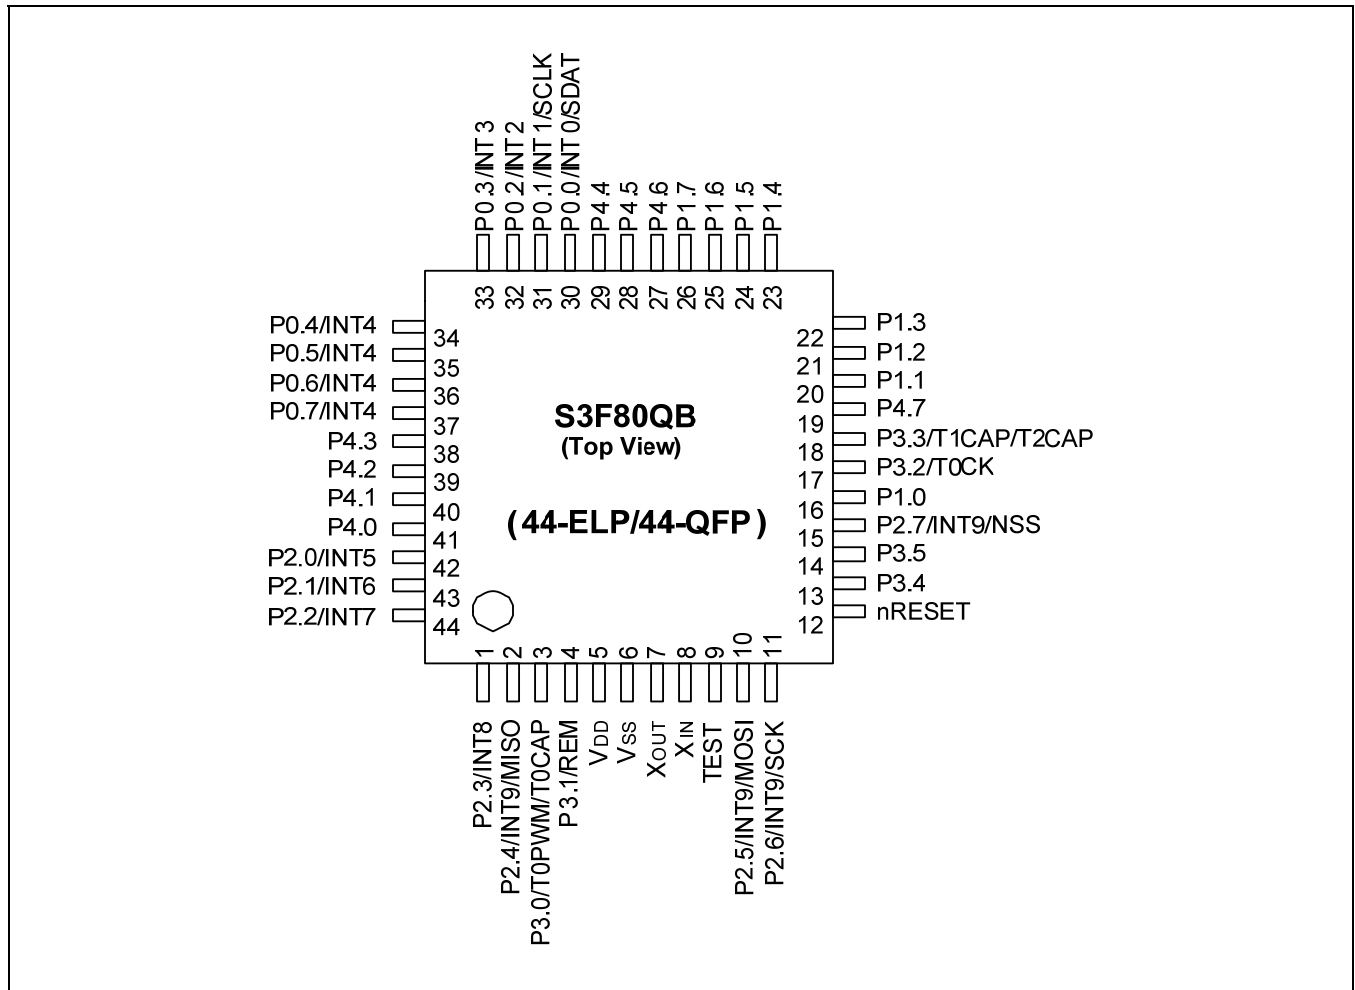 P0.3/INT3
P0.2/INT2
P0.1/INT1/SCLK
P0.0/INT0/SDAT
P4.4
P4.5
P4.6
P1.7
P1.6
P1.5
P1.4
33
32
31
30
29
28
27
26
25
24
23
P0.4/INT4
P0.5/INT4
P0.6/INT4
P0.7/INT4
P4.3
P4.2
P4.1
P4.0
P2.0/INT5
P2.1/INT6
P2.2/INT7
34
35
36
37
38
39
40
41
42
43
44
S3F80QB
(Top View)
(44-ELP/44-QFP)
22
21
20
19
18
17
16
15
14
13
12
P1.3
P1.2
P1.1
P4.7
P3.3/T1CAP/T2CAP
P3.2/T0CK
P1.0
P2.7/INT9/NSS
P3.5
P3.4
nRESET
1
2
3
4
5
6
7
8
9
10
11
P2.3/INT8
P2.4/INT9/MISO
P3.0/T0PWM/T0CAP
P3.1/REM
VDD
VSS
XOUT
XIN
TEST
P2.5/INT9/MOSI
P2.6/INT9/SCK